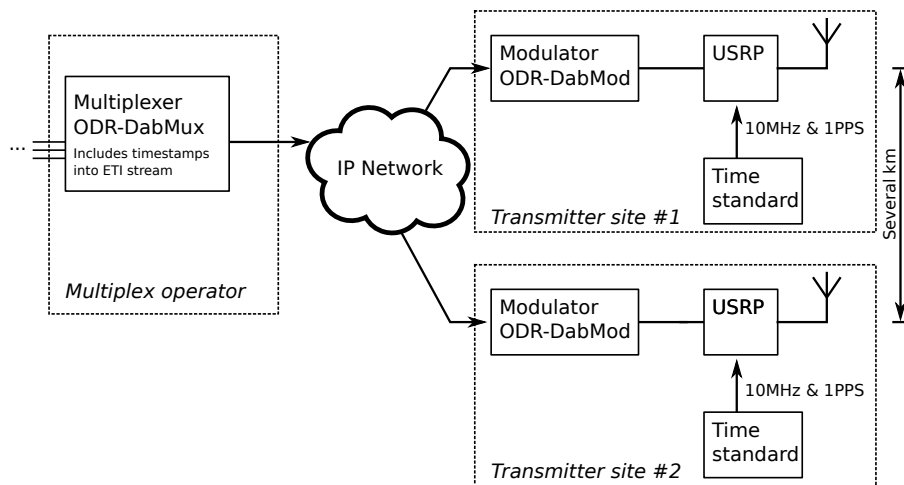 ...
Multiplexer
ODR-DabMux
Includes timestamps
into ETI stream
Multiplex operator
IP Network
Modulator
ODR-DabMod
USRP
10MHz & 1PPS
Time
standard
Transmitter site #1
Several km
Modulator
ODR-DabMod
USRP
10MHz & 1PPS
Time
standard
Transmitter site #2